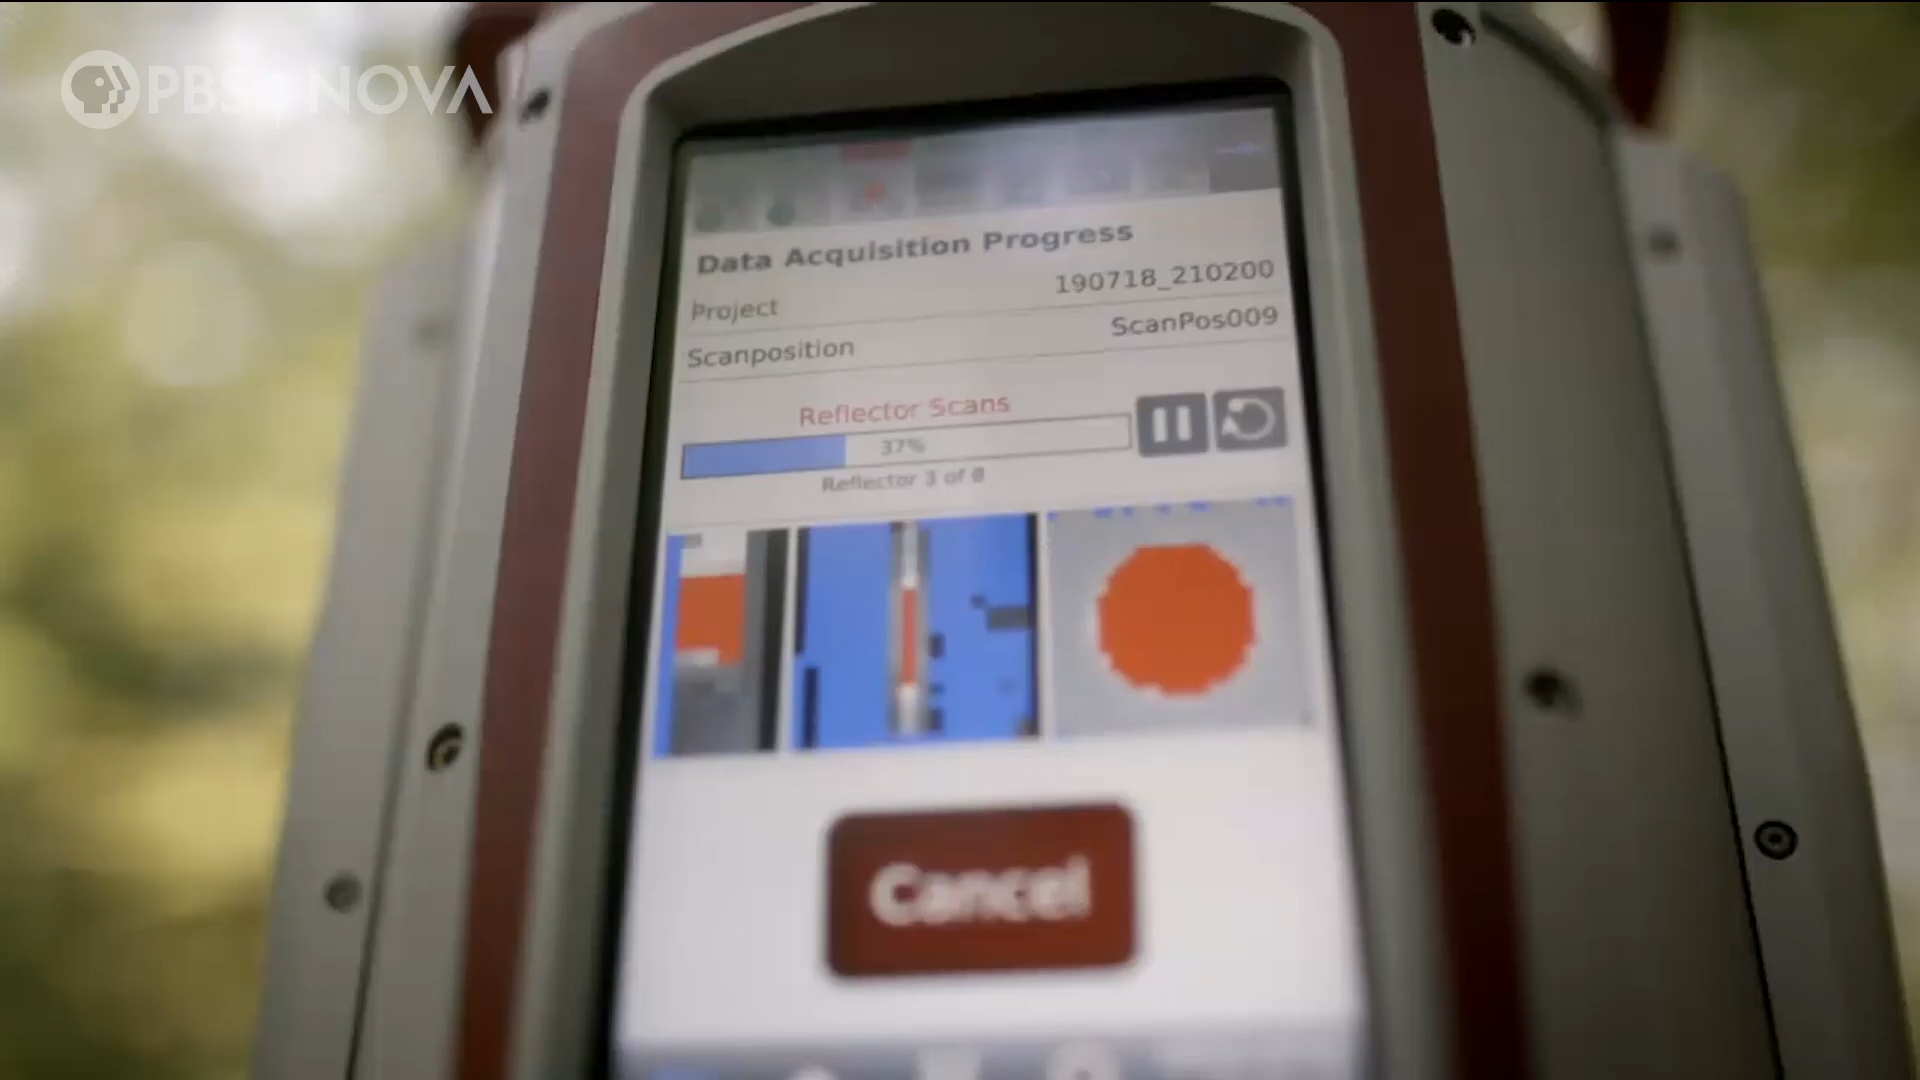 PBS NOVA
Data Acquisition Progress
Project 190718_210200
Scanposition ScanPos009
Reflector Scans
37%
Reflector 3 of 8
Cancel